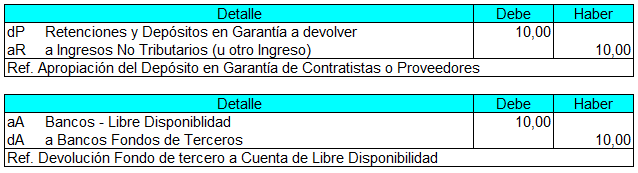 Detalle Debe Haber
dP Retenciones y Depósitos en Garantía a devolver 10,00
aR a Ingresos No Tributarios (u otro Ingreso) 10,00
Ref. Apropiación del Depósito en Garantía de Contratistas o Proveedores
Detalle Debe Haber
aA Bancos - Libre Disponiblidad 10,00
dA a Bancos Fondos de Terceros 10,00
Ref. Devolución Fondo de tercero a Cuenta de Libre Disponibilidad